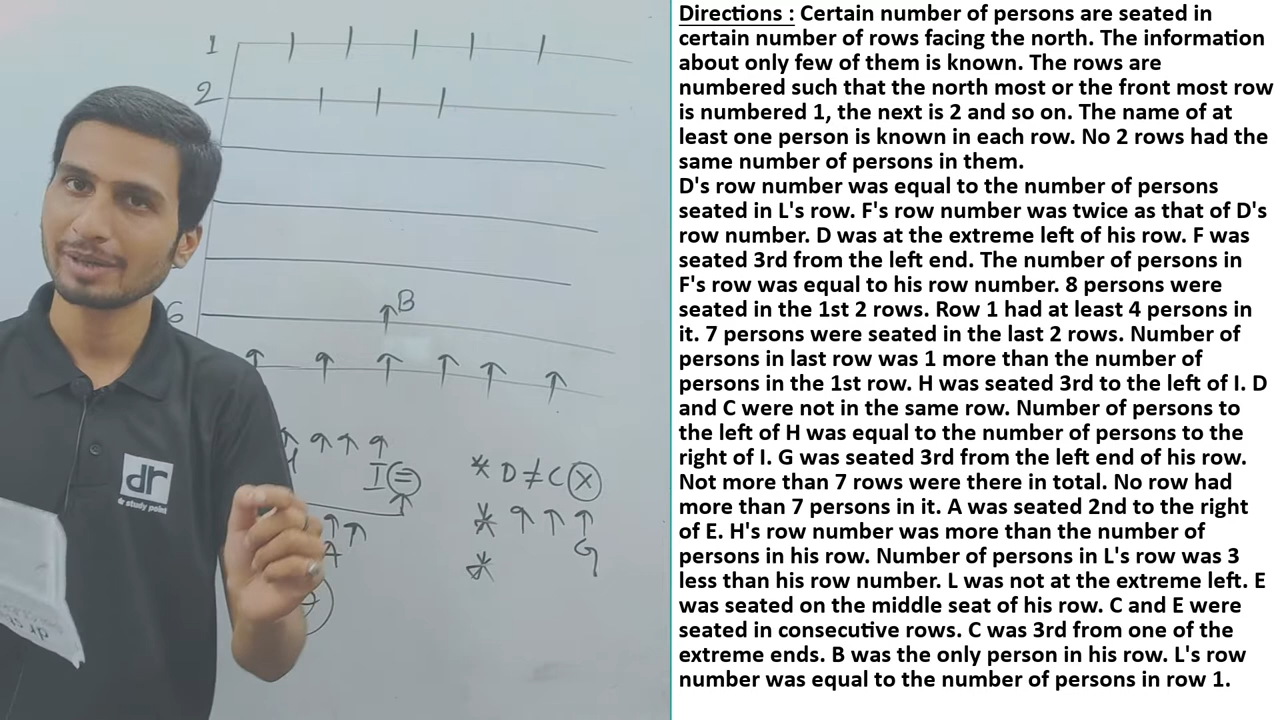 1
2
6
B
I =
A
* D ≠ C X
*
G
*
dr
dr study point
Directions : Certain number of persons are seated in
certain number of rows facing the north. The information
about only few of them is known. The rows are
numbered such that the north most or the front most row
is numbered 1, the next is 2 and so on. The name of at
least one person is known in each row. No 2 rows had the
same number of persons in them.
D's row number was equal to the number of persons
seated in L's row. F's row number was twice as that of D's
row number. D was at the extreme left of his row. F was
seated 3rd from the left end. The number of persons in
F's row was equal to his row number. 8 persons were
seated in the 1st 2 rows. Row 1 had at least 4 persons in
it. 7 persons were seated in the last 2 rows. Number of
persons in last row was 1 more than the number of
persons in the 1st row. H was seated 3rd to the left of I. D
and C were not in the same row. Number of persons to
the left of H was equal to the number of persons to the
right of I. G was seated 3rd from the left end of his row.
Not more than 7 rows were there in total. No row had
more than 7 persons in it. A was seated 2nd to the right
of E. H's row number was more than the number of
persons in his row. Number of persons in L's row was 3
less than his row number. L was not at the extreme left. E
was seated on the middle seat of his row. C and E were
seated in consecutive rows. C was 3rd from one of the
extreme ends. B was the only person in his row. L's row
number was equal to the number of persons in row 1.